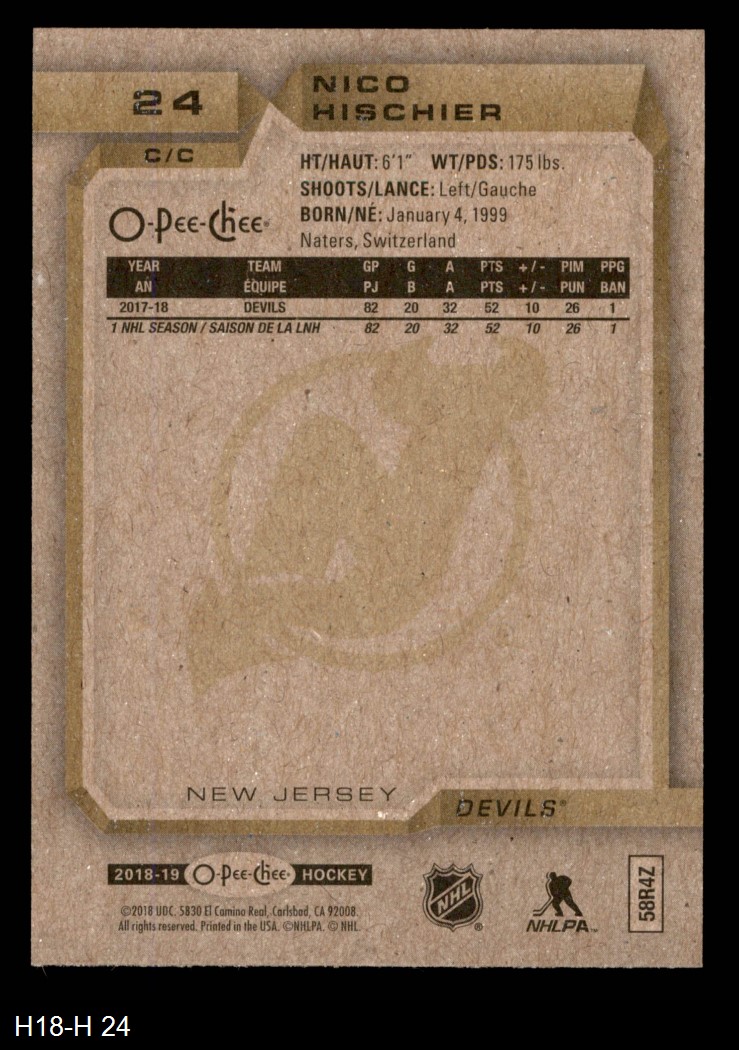 24
NICO
HISCHIER
C/C
HT/HAUT: 6'1" WT/PDS: 175 lbs.
SHOOTS/LANCE: Left/Gauche
BORN/NÉ: January 4, 1999
Naters, Switzerland
O-Pee-Chee
YEAR TEAM GP G A PTS +/- PIM PPG
AN ÉQUIPE PJ B A PTS +/- PUN BAN
2017-18 DEVILS 82 20 32 52 10 26 1
1 NHL SEASON / SAISON DE LA LNH 82 20 32 52 10 26 1
NEW JERSEY
DEVILS®
2018-19 O-Pee-Chee HOCKEY
©2018 UDC. 5830 El Camino Real, Carlsbad, CA 92008.
All rights reserved. Printed in the USA. ©NHLPA. © NHL.
NHL ®
NHLPA™
58R4Z
H18-H 24